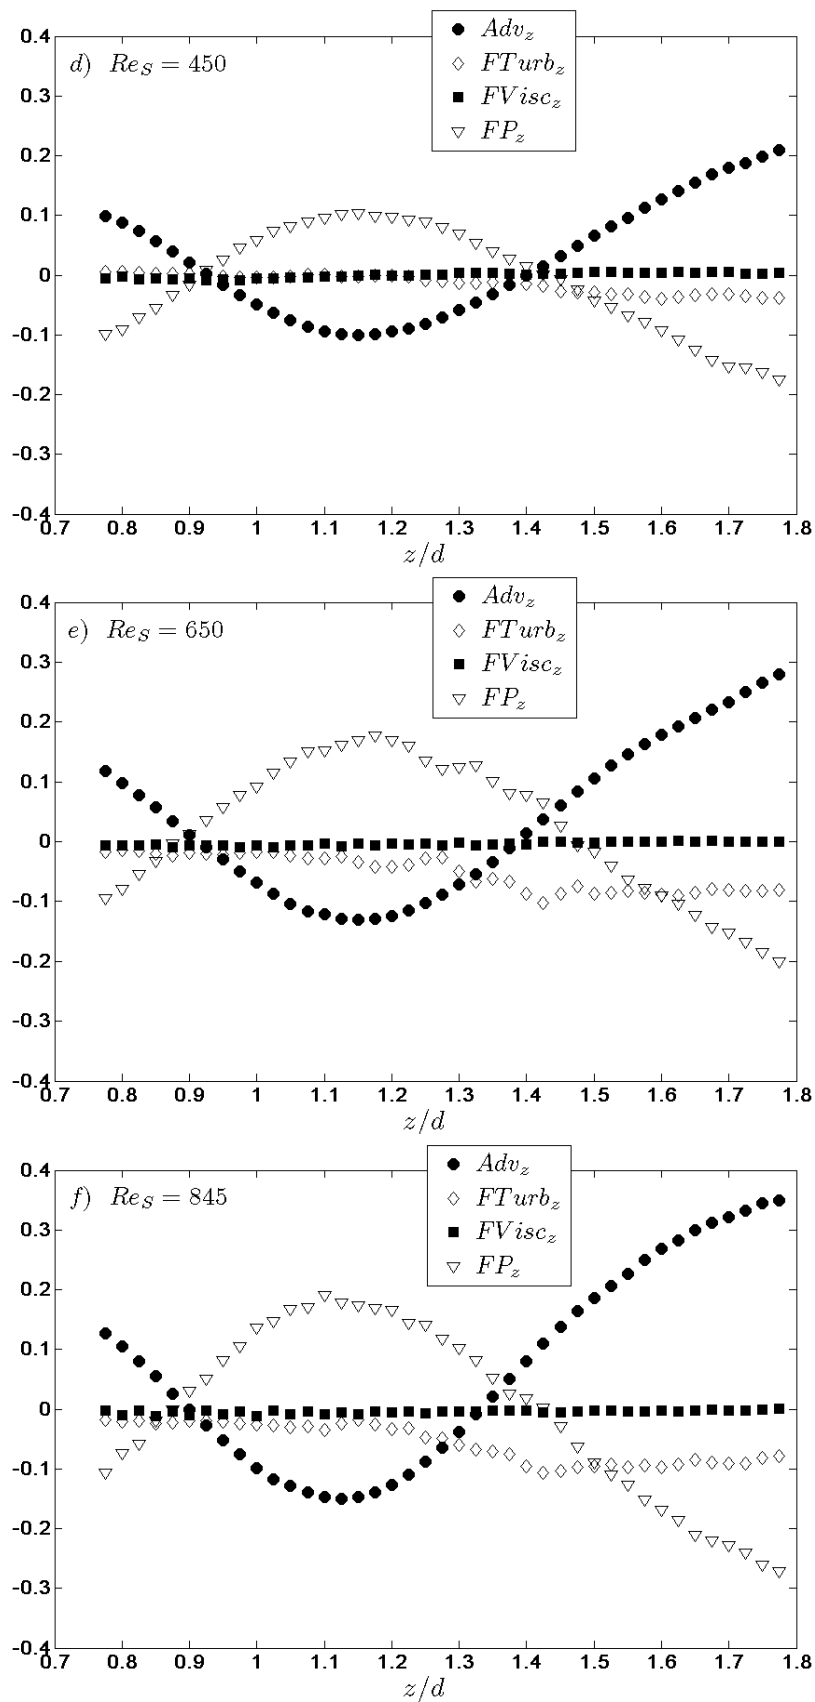 d) Re_S = 450
Adv_z
FTurb_z
FVisc_z
FP_z
0.4
0.3
0.2
0.1
0
-0.1
-0.2
-0.3
-0.4
0.7 0.8 0.9 1 1.1 1.2 1.3 1.4 1.5 1.6 1.7 1.8
z/d
e) Re_S = 650
Adv_z
FTurb_z
FVisc_z
FP_z
0.4
0.3
0.2
0.1
0
-0.1
-0.2
-0.3
-0.4
0.7 0.8 0.9 1 1.1 1.2 1.3 1.4 1.5 1.6 1.7 1.8
z/d
f) Re_S = 845
Adv_z
FTurb_z
FVisc_z
FP_z
0.4
0.3
0.2
0.1
0
-0.1
-0.2
-0.3
-0.4
0.7 0.8 0.9 1 1.1 1.2 1.3 1.4 1.5 1.6 1.7 1.8
z/d